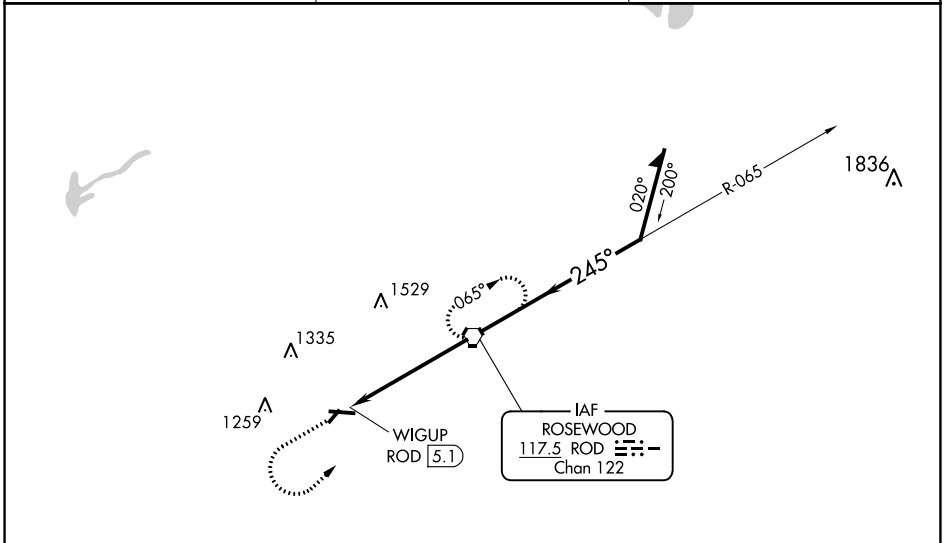 1836
R-065
020°
200°
245°
1529
065°
1335
1259
WIGUP
ROD 5.1
IAF
ROSEWOOD
117.5 ROD
Chan 122